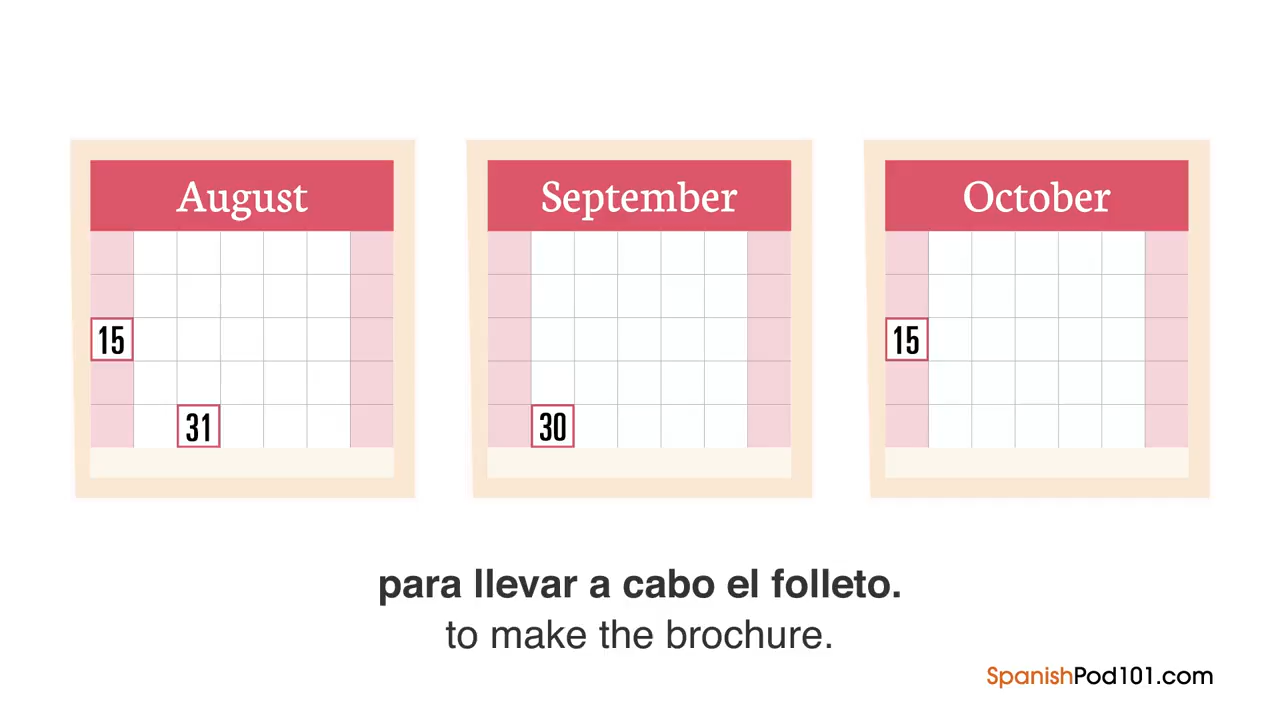 August
September
October
15
15
31
30
para llevar a cabo el folleto.
to make the brochure.
SpanishPod101.com